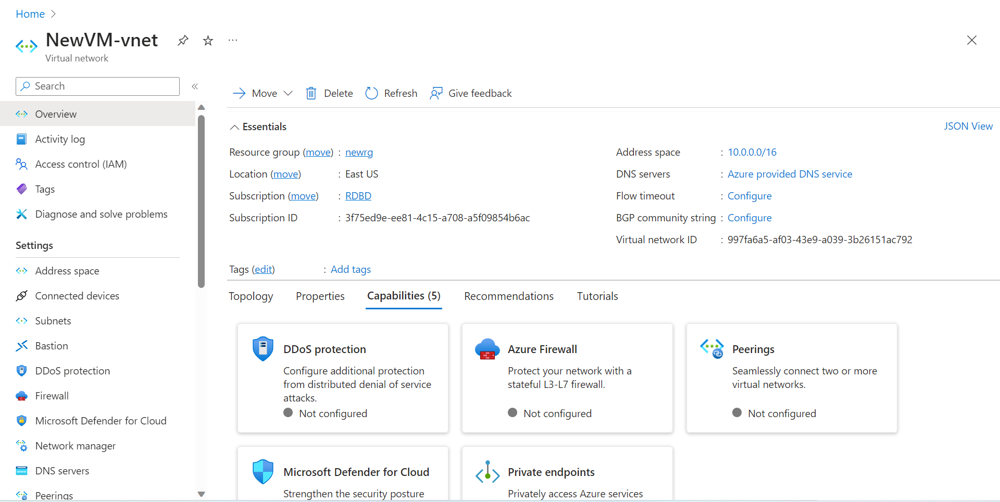 Home
NewVM-vnet
Virtual network
Search
Overview
Activity log
Access control (IAM)
Tags
Diagnose and solve problems
Settings
Address space
Connected devices
Subnets
Bastion
DDoS protection
Firewall
Microsoft Defender for Cloud
Network manager
DNS servers
Peerings
Move
Delete
Refresh
Give feedback
Essentials
JSON View
Resource group (move) : newrg
Location (move) : East US
Subscription (move) : RDBD
Subscription ID : 3f75ed9e-ee81-4c15-a708-a5f09854b6ac
Address space : 10.0.0.0/16
DNS servers : Azure provided DNS service
Flow timeout : Configure
BGP community string : Configure
Virtual network ID : 997fa6a5-af03-43e9-a039-3b26151ac792
Tags (edit) : Add tags
Topology
Properties
Capabilities (5)
Recommendations
Tutorials
DDoS protection
Configure additional protection
from distributed denial of service
attacks.
Not configured
Azure Firewall
Protect your network with a
stateful L3-L7 firewall.
Not configured
Peerings
Seamlessly connect two or more
virtual networks.
Not configured
Microsoft Defender for Cloud
Strengthen the security posture
Private endpoints
Privately access Azure services